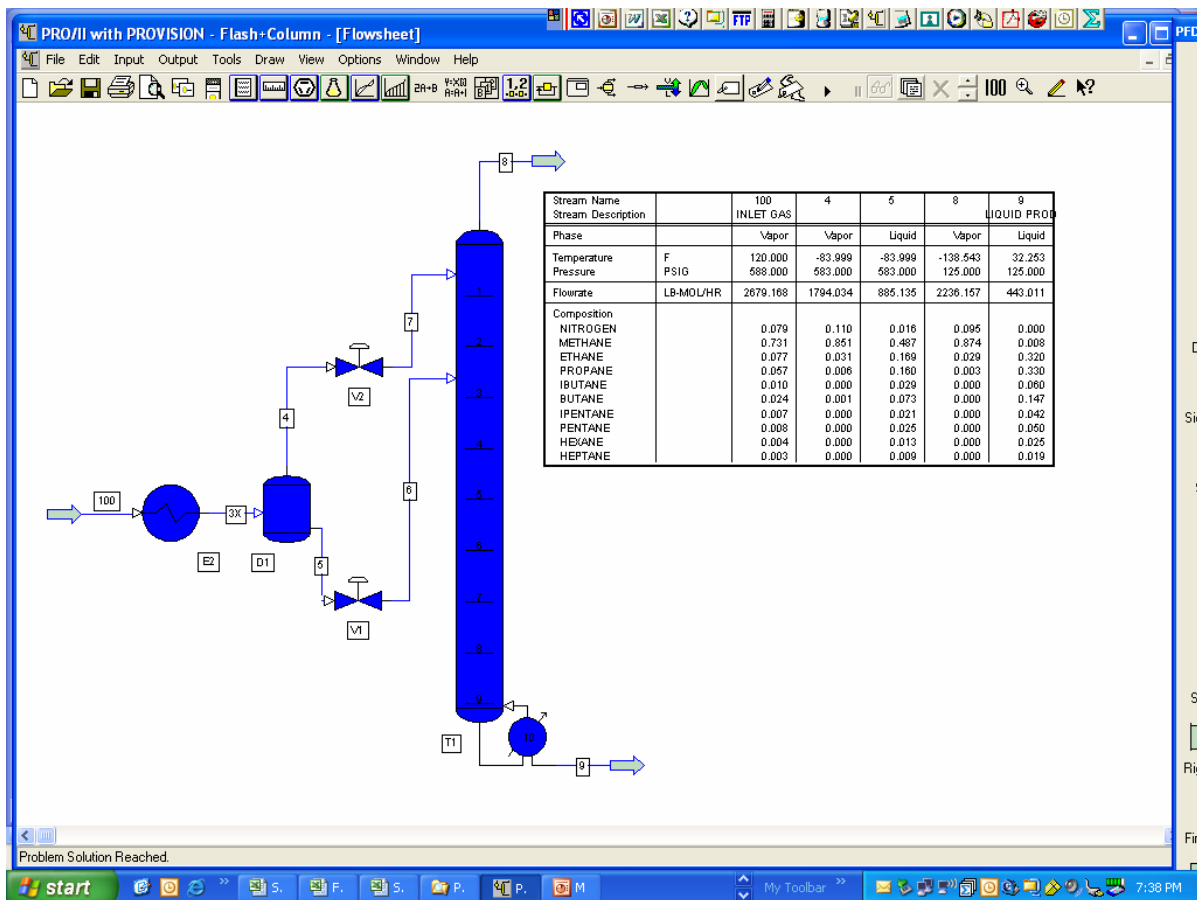 PRO/II with PROVISION - Flash+Column - [Flowsheet]
PFD
File Edit Input Output Tools Draw View Options Window Help
FTP
2A+B
1.2
100
8
Stream Name 100 4 5 8 9
Stream Description INLET GAS LIQUID PROD
Phase Vapor Vapor Liquid Vapor Liquid
Temperature F 120.000 -83.999 -83.999 -138.543 32.253
Pressure PSIG 588.000 583.000 583.000 125.000 125.000
Flowrate LB-MOL/HR 2679.168 1794.034 885.135 2236.157 443.011
Composition
NITROGEN 0.079 0.110 0.016 0.095 0.000
METHANE 0.731 0.851 0.487 0.874 0.008
ETHANE 0.077 0.031 0.169 0.029 0.320
PROPANE 0.057 0.006 0.160 0.003 0.330
IBUTANE 0.010 0.000 0.029 0.000 0.060
BUTANE 0.024 0.001 0.073 0.000 0.147
IPENTANE 0.007 0.000 0.021 0.000 0.042
PENTANE 0.008 0.000 0.025 0.000 0.050
HEXANE 0.004 0.000 0.013 0.000 0.025
HEPTANE 0.003 0.000 0.009 0.000 0.019
1
7
2
V2
3
4
4
6
5
100
3X
E2
D1
5
6
7
V1
8
9
T1
10
9
Problem Solution Reached.
start
S.
F.
S.
P.
P.
M
My Toolbar
7:38 PM